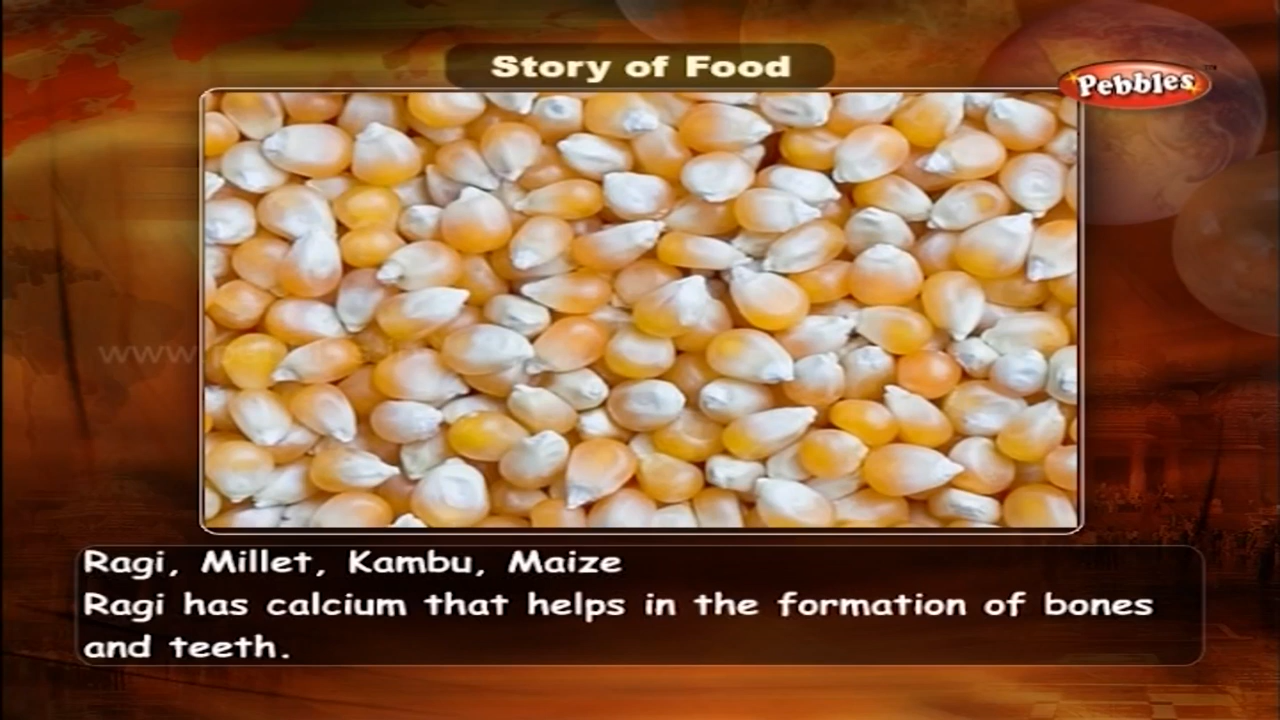 Story of Food
Pebbles
Ragi, Millet, Kambu, Maize
Ragi has calcium that helps in the formation of bones
and teeth.